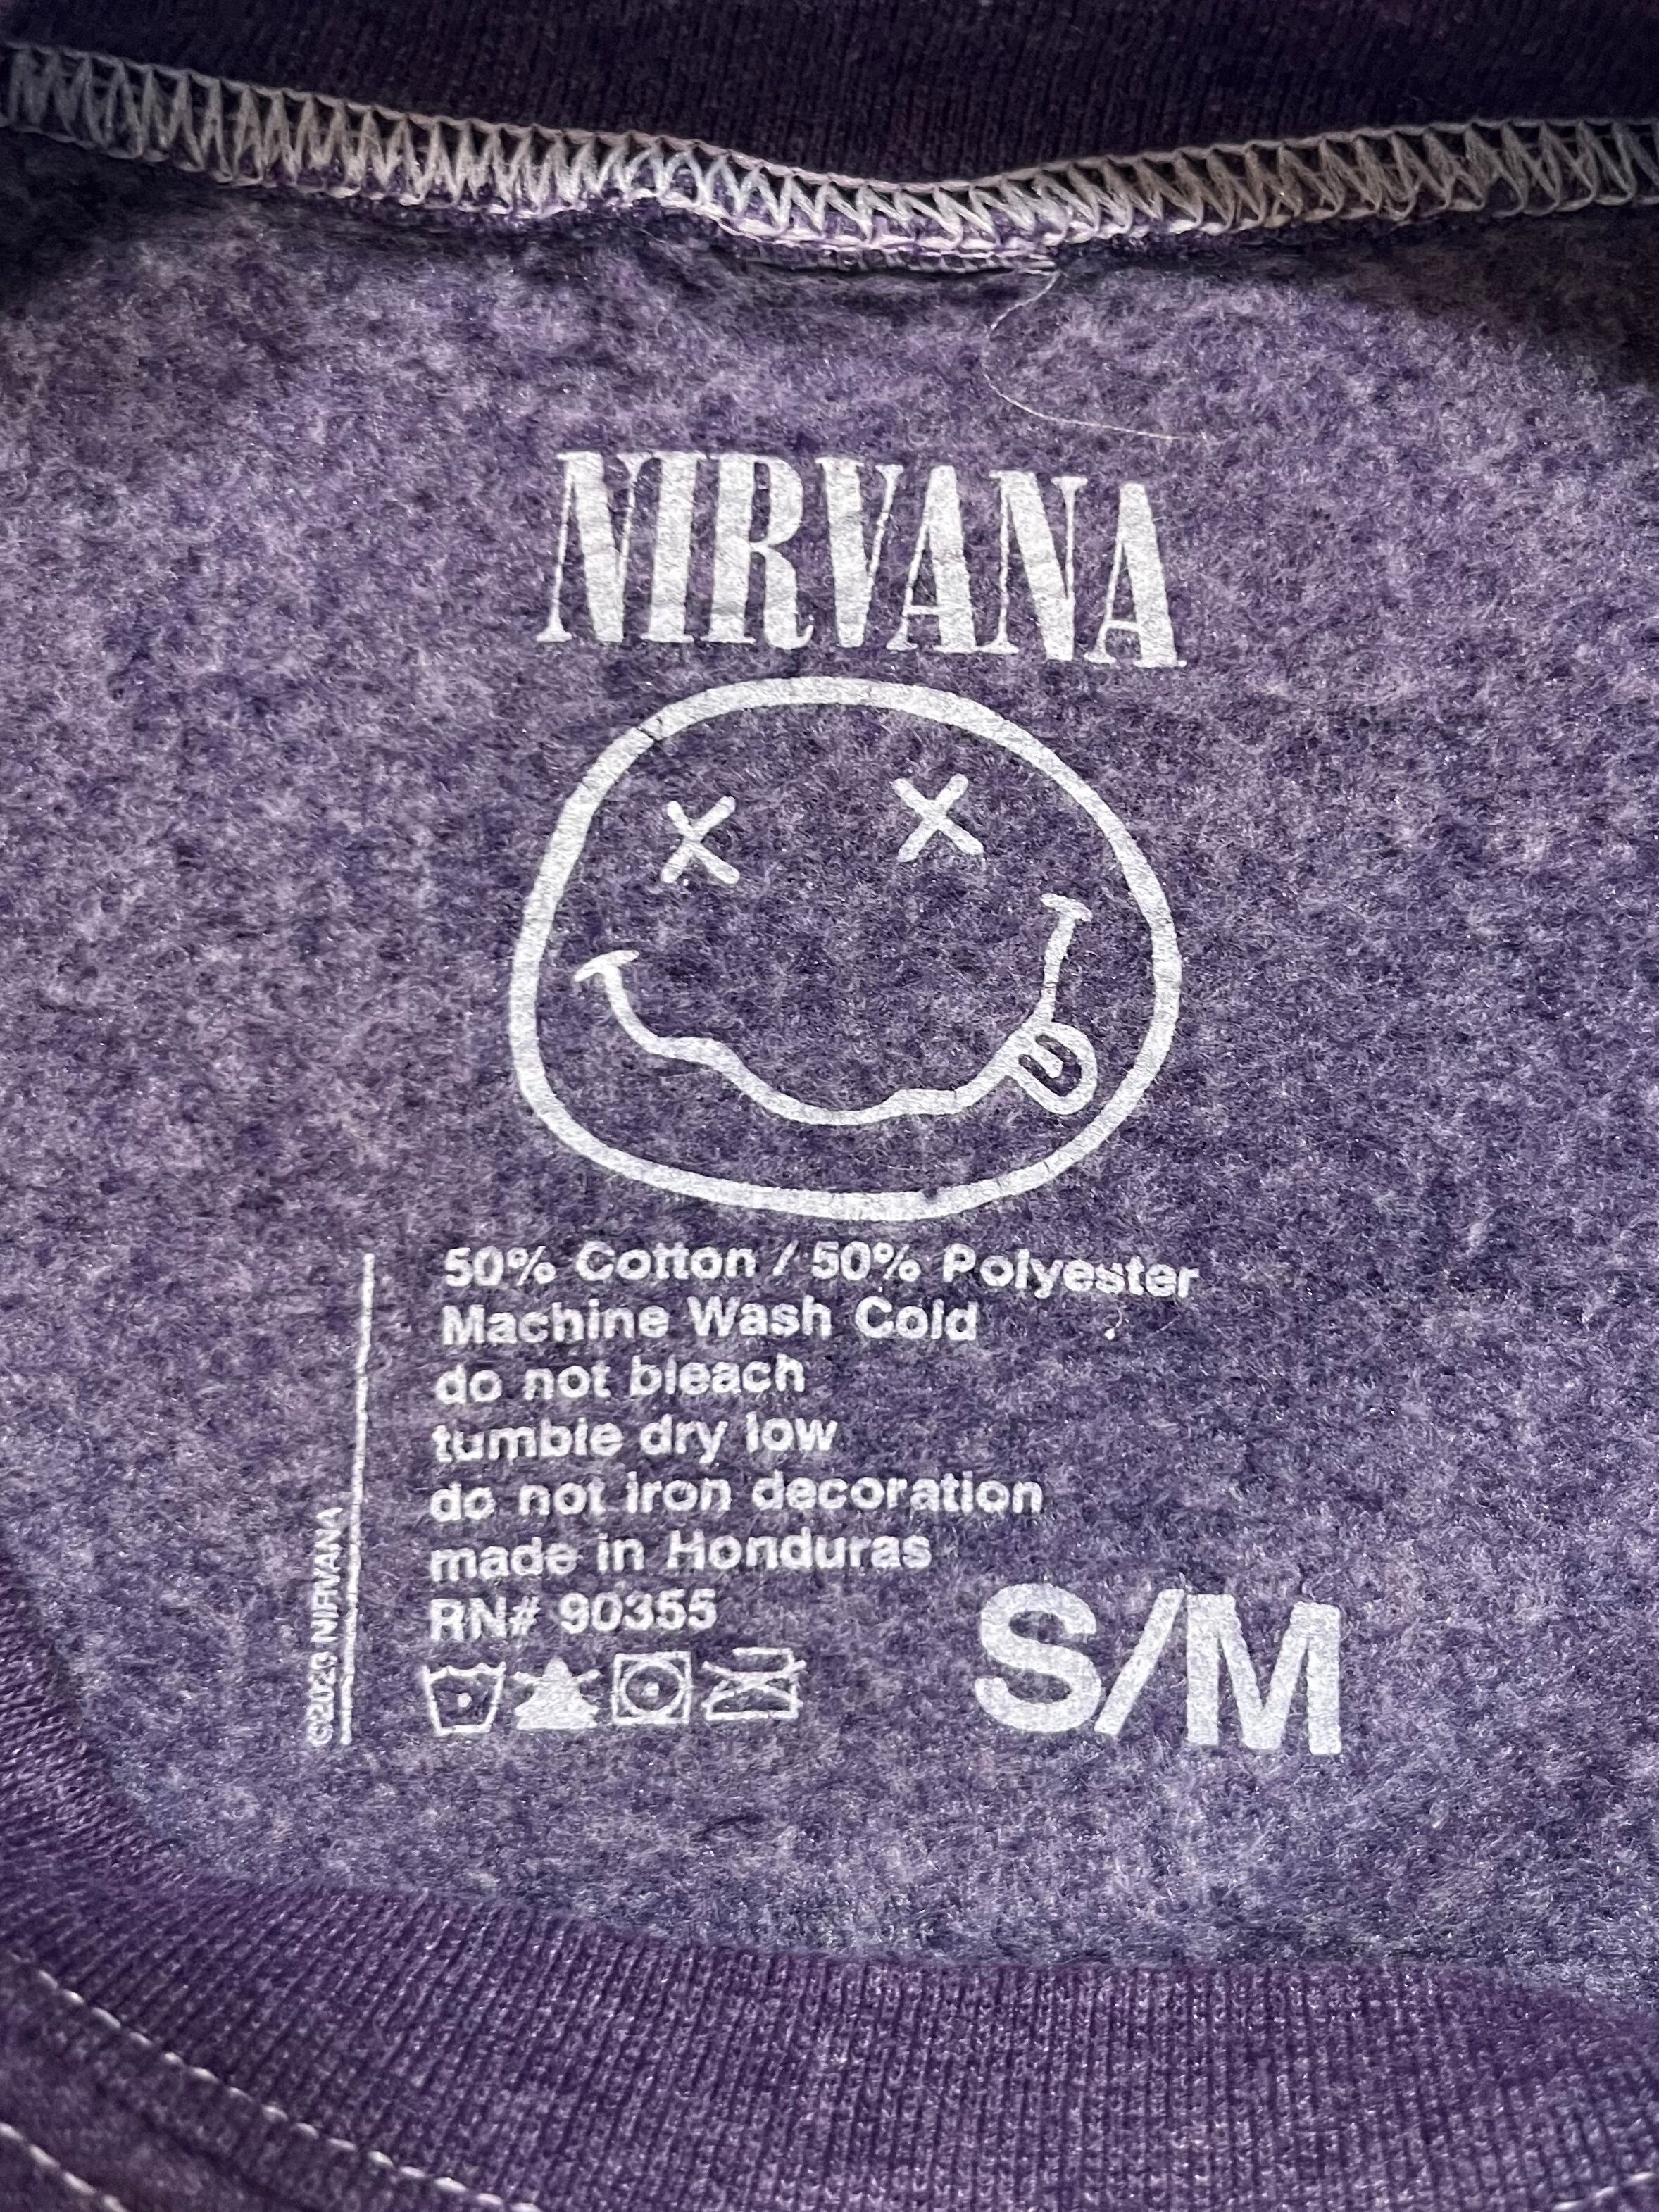 NIRVANA
50% Cotton / 50% Polyester
Machine Wash Cold
do not bleach
tumble dry low
do not iron decoration
made in Honduras
RN# 90355
S/M
©2020 NIRVANA